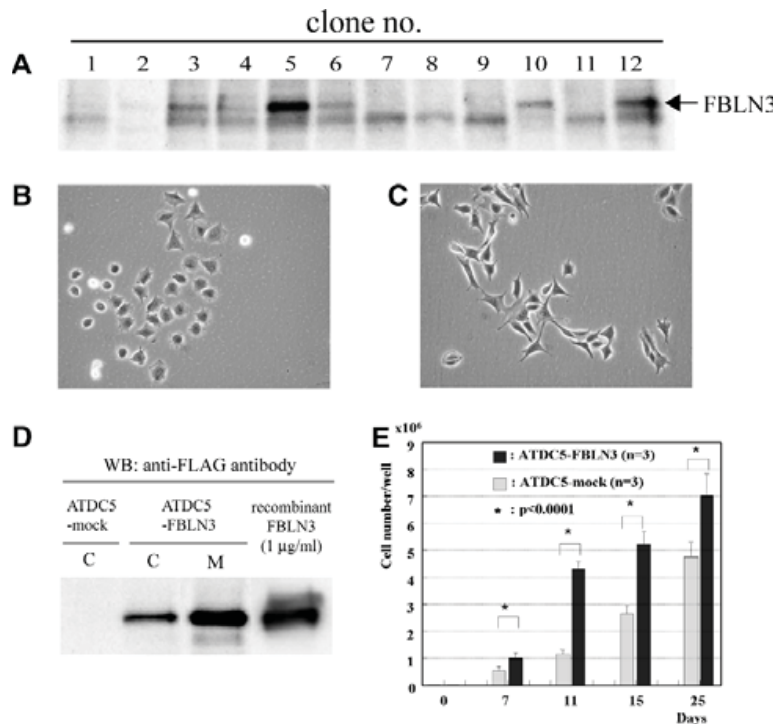 clone no.
A
1 2 3 4 5 6 7 8 9 10 11 12
FBLN3
B
C
D
WB: anti-FLAG antibody
ATDC5
-mock
ATDC5
-FBLN3
recombinant
FBLN3
(1 µg/ml)
C
C
M
E
x10⁶
Cell number/well
9
8
7
6
5
4
3
2
1
0
: ATDC5-FBLN3 (n=3)
: ATDC5-mock (n=3)
* : p<0.0001
*
*
*
*
0 7 11 15 25
Days